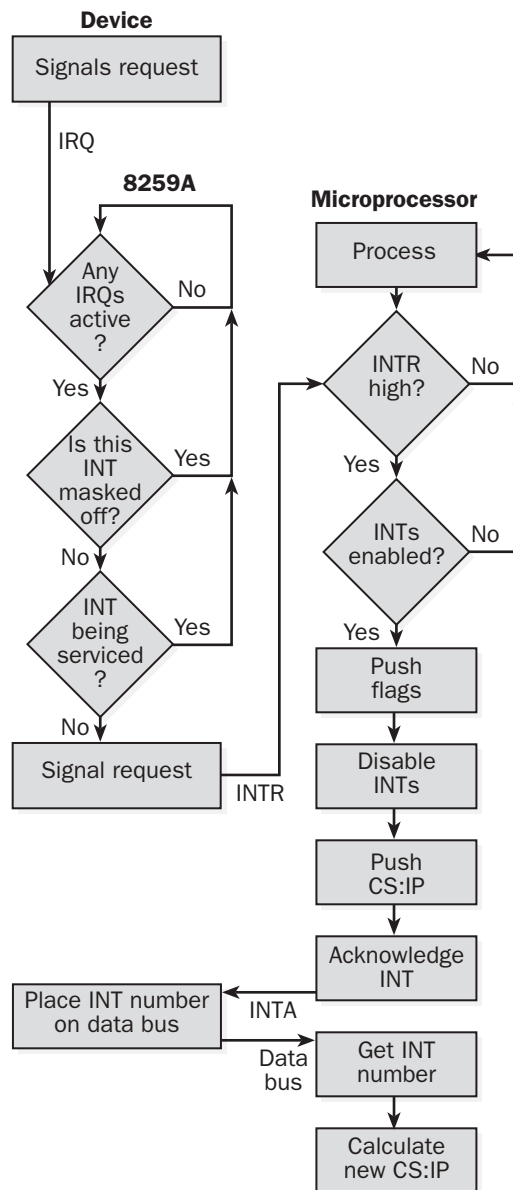 Device
Signals request
IRQ
8259A
Any
IRQs
active
?
No
Yes
Is this
INT
masked
off?
Yes
No
INT
being
serviced
?
Yes
No
Signal request
INTR
Microprocessor
Process
INTR
high?
No
Yes
INTs
enabled?
No
Yes
Push
flags
Disable
INTs
Push
CS:IP
Acknowledge
INT
INTA
Place INT number
on data bus
Data
bus
Get INT
number
Calculate
new CS:IP